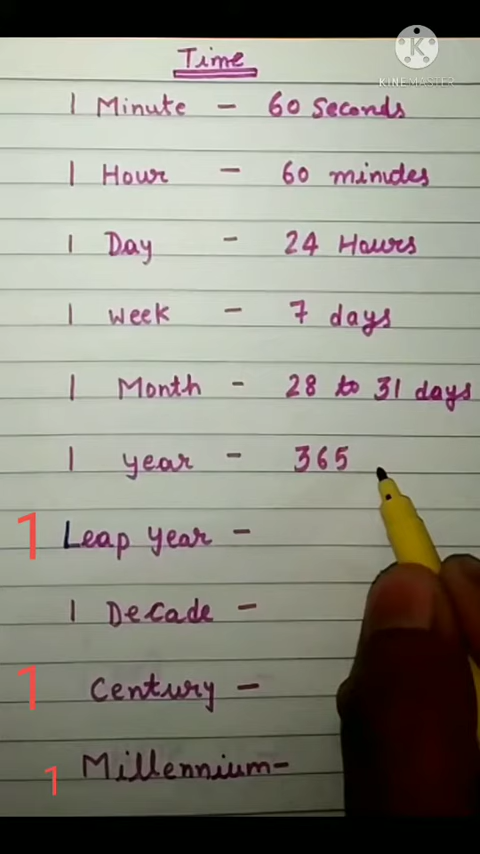 KINEMASTER
Time
1 Minute - 60 seconds
1 Hour - 60 minutes
1 Day - 24 Hours
1 week - 7 days
1 Month - 28 to 31 days
1 year - 365
1 Leap year -
1 Decade -
1 Century -
1 Millennium-